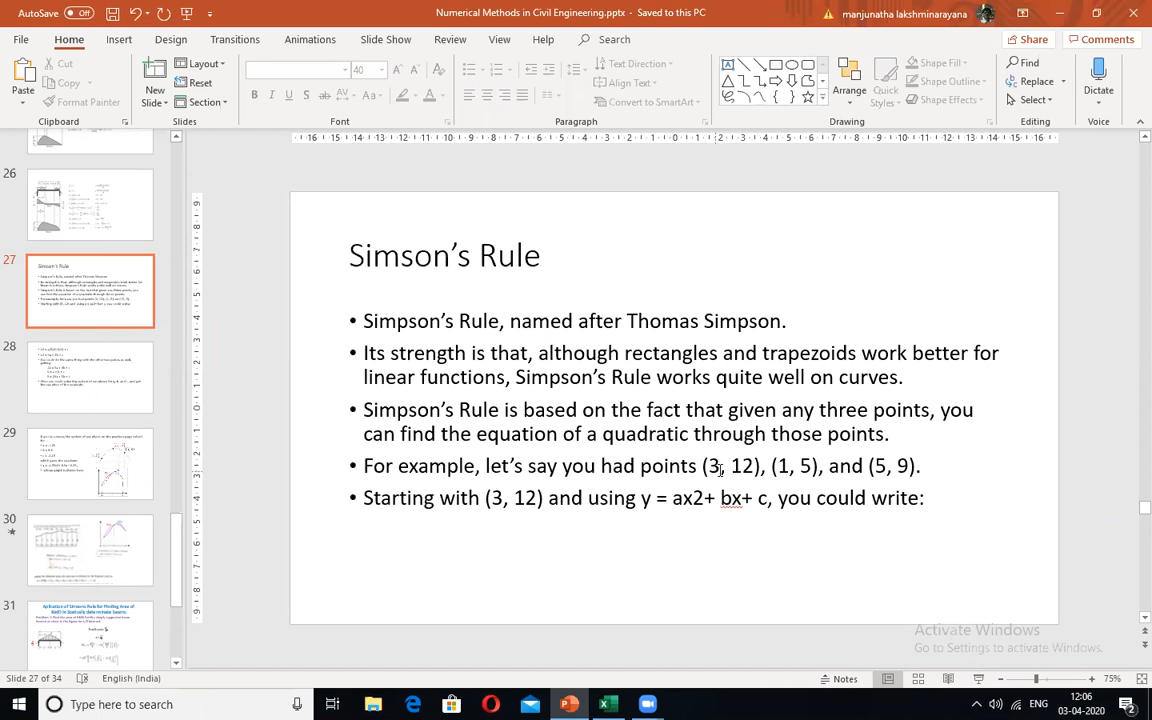 AutoSave Off
Numerical Methods in Civil Engineering.pptx - Saved to this PC
manjunatha lakshminarayana
File Home Insert Design Transitions Animations Slide Show Review View Help Search
Share Comments
Paste
Cut
Copy
Format Painter
Clipboard
New
Slide
Layout
Reset
Section
Slides
40
Font
Paragraph
Text Direction
Align Text
Convert to SmartArt
Arrange
Quick
Styles
Shape Fill
Shape Outline
Shape Effects
Drawing
Find
Replace
Select
Editing
Dictate
Voice
26
27
28
29
30
31
Simson's Rule
• Simpson's Rule, named after Thomas Simpson.
• Its strength is that, although rectangles and trapezoids work better for
linear functions, Simpson's Rule works quite well on curves.
• Simpson's Rule is based on the fact that given any three points, you
can find the equation of a quadratic through those points.
• For example, let's say you had points (3, 12), (1, 5), and (5, 9).
• Starting with (3, 12) and using y = ax2+ bx+ c, you could write:
Activate Windows
Go to Settings to activate Windows.
Slide 27 of 34
English (India)
Notes
75%
Type here to search
ENG
12:06
03-04-2020
2